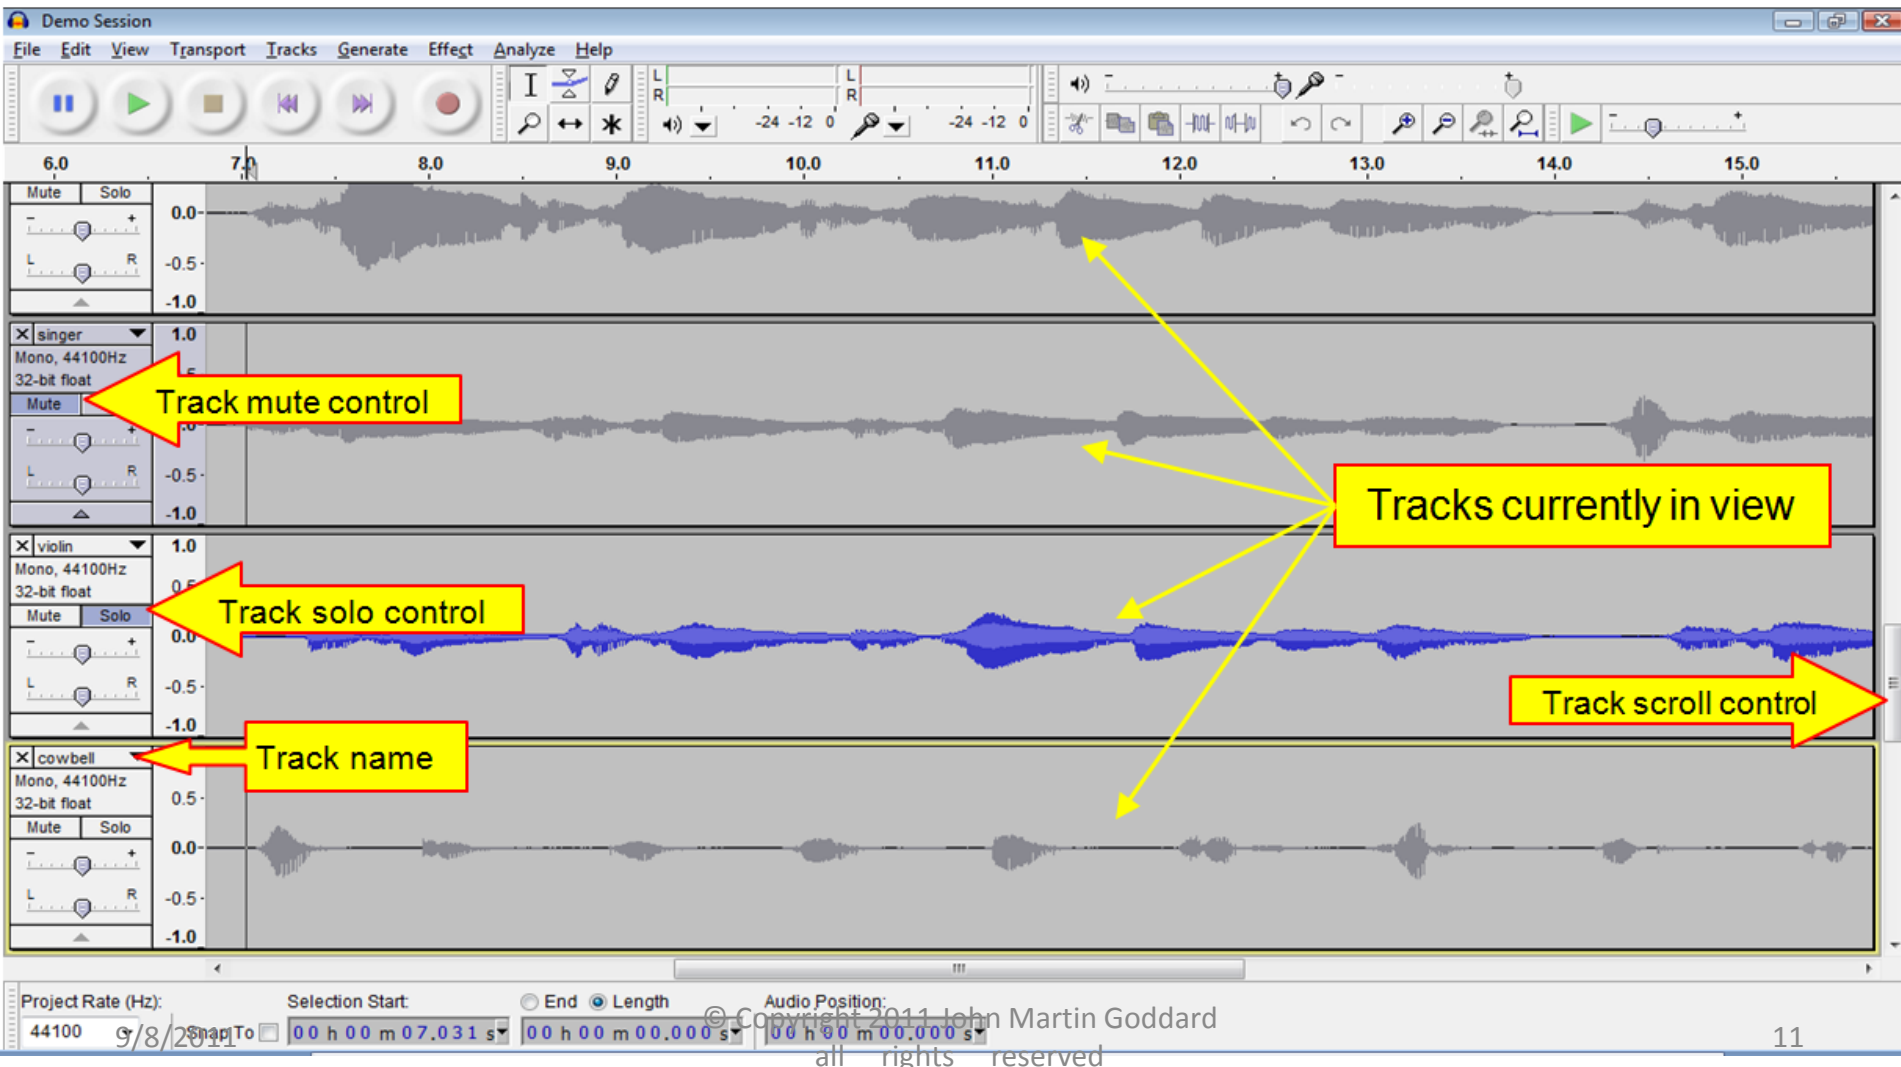 Demo Session
File Edit View Transport Tracks Generate Effect Analyze Help
L
R
-24 -12 0
L
R
-24 -12 0
- +
- +
6.0 7.0 8.0 9.0 10.0 11.0 12.0 13.0 14.0 15.0
Mute Solo
- +
L R
0.0
-0.5
-1.0
singer
Mono, 44100Hz
32-bit float
Mute
- +
L R
1.0
-0.5
-1.0
Track mute control
Tracks currently in view
violin
Mono, 44100Hz
32-bit float
Mute Solo
- +
L R
1.0
0.0
-0.5
-1.0
Track solo control
Track scroll control
cowbell
Mono, 44100Hz
32-bit float
Mute Solo
- +
L R
0.5
0.0
-0.5
-1.0
Track name
Project Rate (Hz): Selection Start: End Length Audio Position:
44100 Snap To 00 h 00 m 07.031 s 00 h 00 m 00.000 s 00 h 00 m 00.000 s
9/8/2011
© Copyright 2011 John Martin Goddard
all rights reserved
11